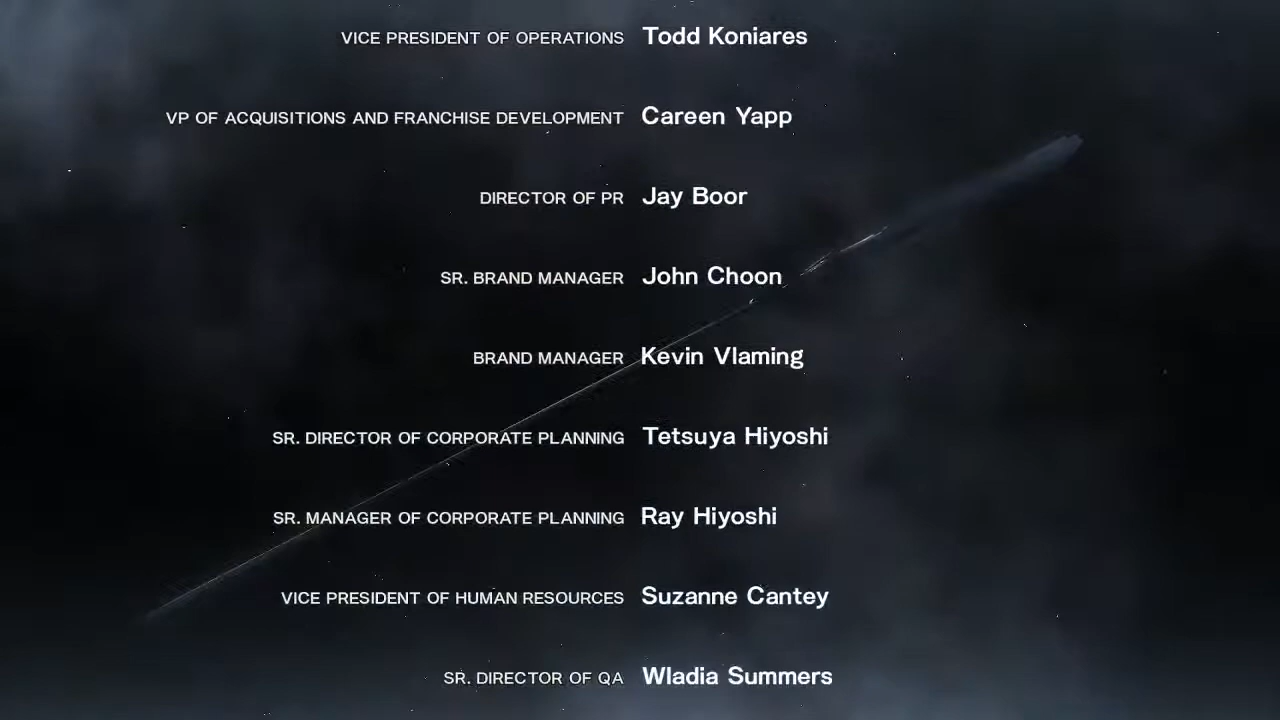 VICE PRESIDENT OF OPERATIONS Todd Koniares
VP OF ACQUISITIONS AND FRANCHISE DEVELOPMENT Careen Yapp
DIRECTOR OF PR Jay Boor
SR. BRAND MANAGER John Choon
BRAND MANAGER Kevin Vlaming
SR. DIRECTOR OF CORPORATE PLANNING Tetsuya Hiyoshi
SR. MANAGER OF CORPORATE PLANNING Ray Hiyoshi
VICE PRESIDENT OF HUMAN RESOURCES Suzanne Cantey
SR. DIRECTOR OF QA Wladia Summers